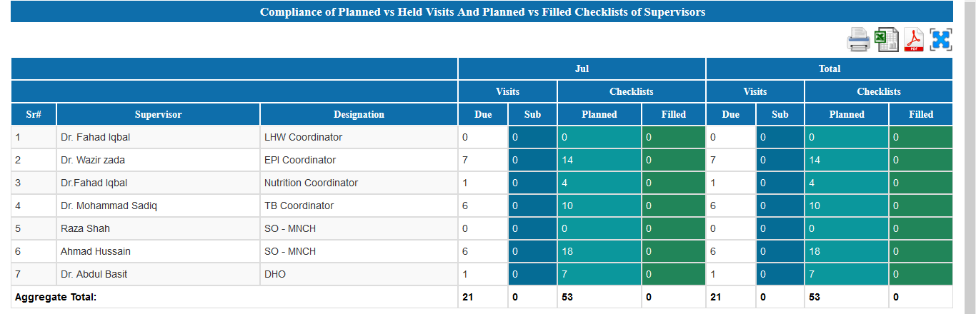 Compliance of Planned vs Held Visits And Planned vs Filled Checklists of Supervisors
PDF
Jul Total
Visits Checklists Visits Checklists
Sr# Supervisor Designation Due Sub Planned Filled Due Sub Planned Filled
1 Dr. Fahad Iqbal LHW Coordinator 0 0 0 0 0 0 0 0
2 Dr. Wazir zada EPI Coordinator 7 0 14 0 7 0 14 0
3 Dr.Fahad Iqbal Nutrition Coordinator 1 0 4 0 1 0 4 0
4 Dr. Mohammad Sadiq TB Coordinator 6 0 10 0 6 0 10 0
5 Raza Shah SO - MNCH 0 0 0 0 0 0 0 0
6 Ahmad Hussain SO - MNCH 6 0 18 0 6 0 18 0
7 Dr. Abdul Basit DHO 1 0 7 0 1 0 7 0
Aggregate Total: 21 0 53 0 21 0 53 0